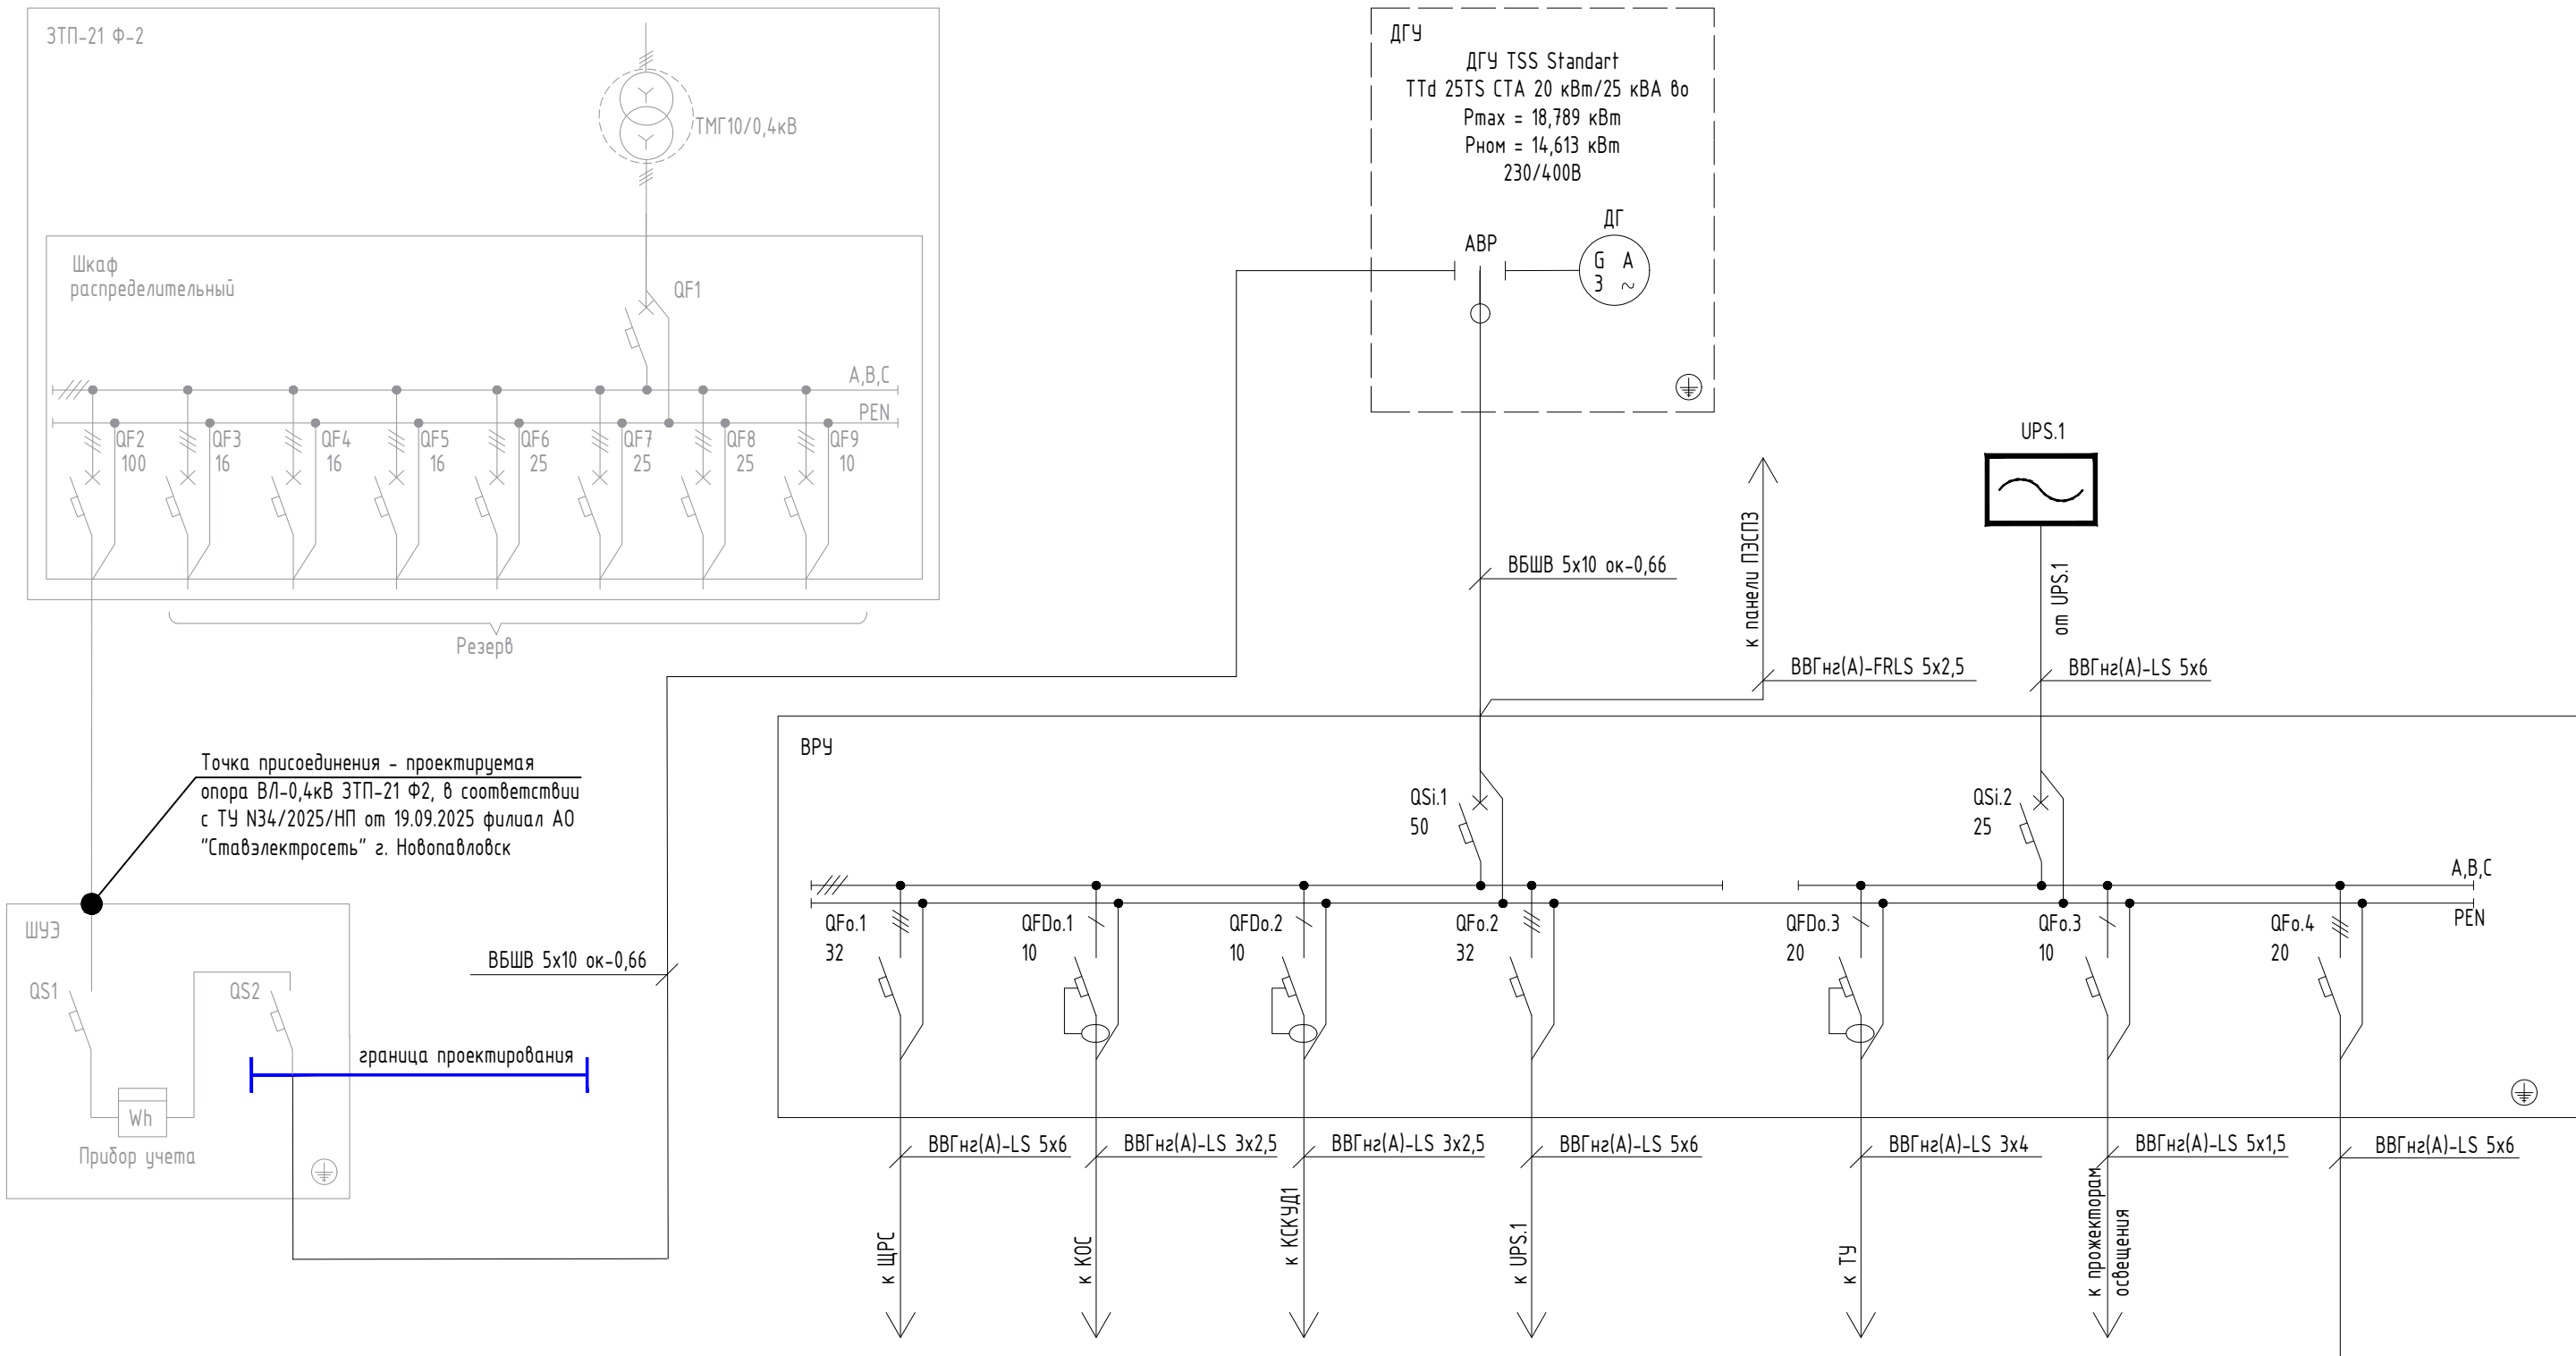 ЗТП-21 Ф-2
ТМГ10/0,4кВ
Шкаф
распределительный
QF1
A,B,C
PEN
QF2
100
QF3
16
QF4
16
QF5
16
QF6
25
QF7
25
QF8
25
QF9
10
Резерв
ДГУ
ДГУ TSS Standart
TTd 25TS CTA 20 кВт/25 кВА во
Pmax = 18,789 кВт
Рном = 14,613 кВт
230/400В
АВР
ДГ
G A
3 ~
UPS.1
от UPS.1
к панели ПЭСПЗ
ВБШВ 5х10 ок-0,66
ВВГнг(А)-FRLS 5х2,5
ВВГнг(А)-LS 5х6
Точка присоединения - проектируемая
опора ВЛ-0,4кВ ЗТП-21 Ф2, в соответствии
с ТУ N34/2025/НП от 19.09.2025 филиал АО
"Ставэлектросеть" г. Новопавловск
ШУЭ
QS1
QS2
Wh
Прибор учета
граница проектирования
ВБШВ 5х10 ок-0,66
ВРУ
QSi.1
50
QSi.2
25
A,B,C
PEN
QFo.1
32
QFDo.1
10
QFDo.2
10
QFo.2
32
QFDo.3
20
QFo.3
10
QFo.4
20
ВВГнг(А)-LS 5х6
ВВГнг(А)-LS 3х2,5
ВВГнг(А)-LS 3х2,5
ВВГнг(А)-LS 5х6
ВВГнг(А)-LS 3х4
ВВГнг(А)-LS 5х1,5
ВВГнг(А)-LS 5х6
к ЩРС
к КОС
к КСКУД1
к UPS.1
к ТУ
к прожекторам
освещения